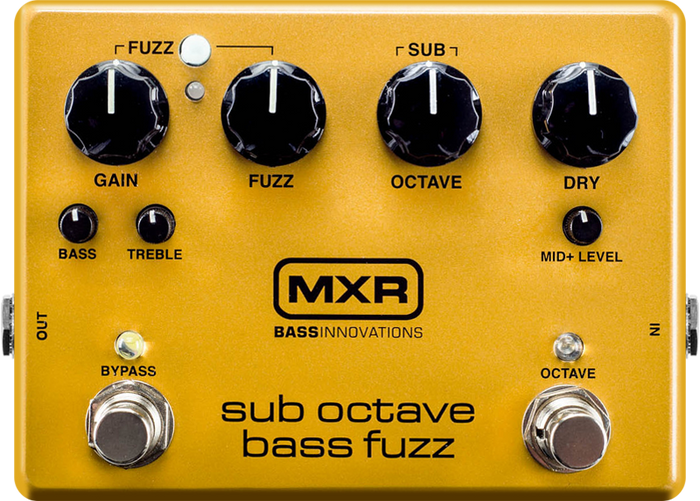 FUZZ
SUB
GAIN
FUZZ
OCTAVE
DRY
BASS
TREBLE
MID+ LEVEL
MXR
BASSINNOVATIONS
OUT
IN
BYPASS
OCTAVE
sub octave
bass fuzz